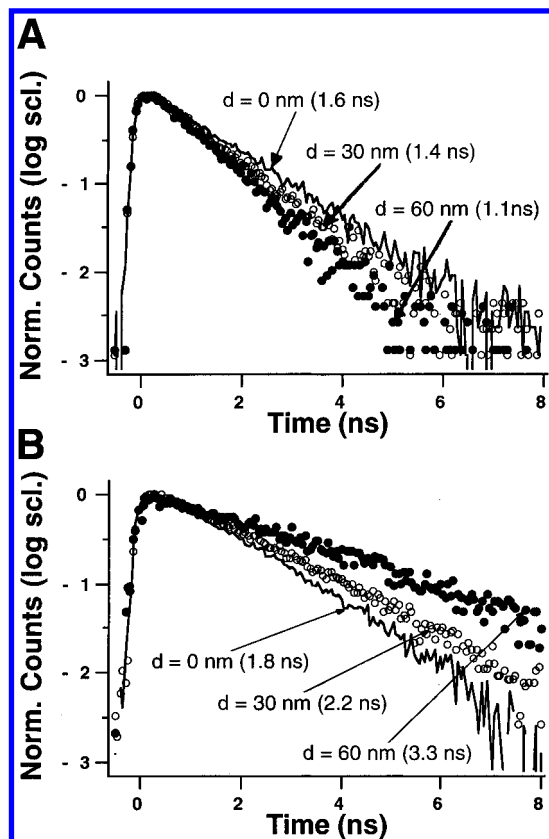 A
Norm. Counts (log scl.)
0
- 1
- 2
- 3
d = 0 nm (1.6 ns)
d = 30 nm (1.4 ns)
d = 60 nm (1.1ns)
0
2
4
6
8
Time (ns)
B
Norm. Counts (log scl.)
0
- 1
- 2
- 3
d = 0 nm (1.8 ns)
d = 30 nm (2.2 ns)
d = 60 nm (3.3 ns)
0
2
4
6
8
Time (ns)